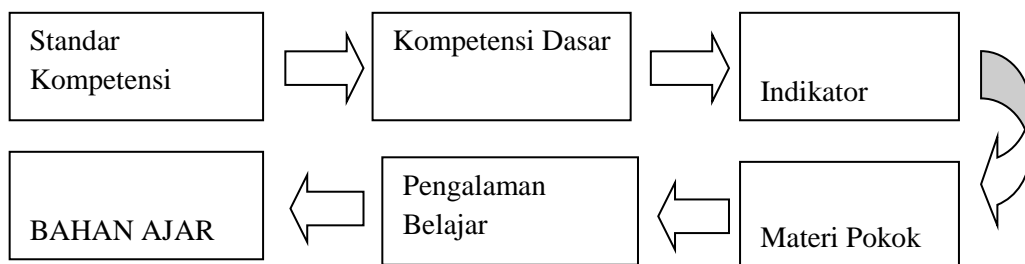 Standar
Kompetensi
Kompetensi Dasar
Indikator
Materi Pokok
Pengalaman
Belajar
BAHAN AJAR